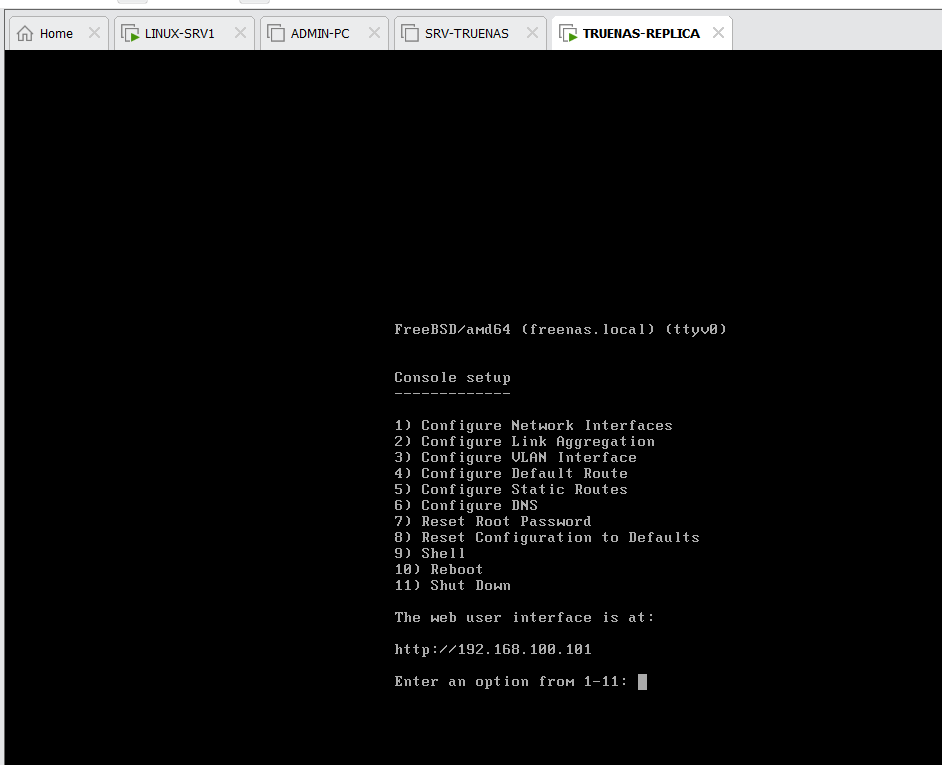 Home
LINUX-SRV1
ADMIN-PC
SRV-TRUENAS
TRUENAS-REPLICA
FreeBSD/amd64 (freenas.local) (ttyv0)
Console setup
-------------
1) Configure Network Interfaces
2) Configure Link Aggregation
3) Configure VLAN Interface
4) Configure Default Route
5) Configure Static Routes
6) Configure DNS
7) Reset Root Password
8) Reset Configuration to Defaults
9) Shell
10) Reboot
11) Shut Down
The web user interface is at:
http://192.168.100.101
Enter an option from 1-11: